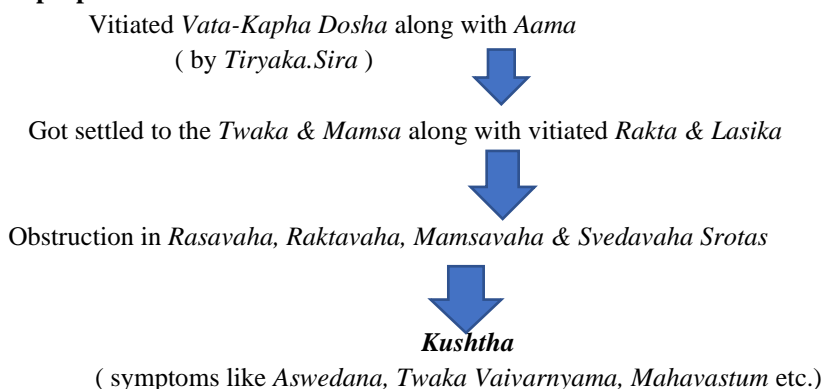 Vitiated Vata-Kapha Dosha along with Aama
( by Tiryaka.Sira )
Got settled to the Twaka & Mamsa along with vitiated Rakta & Lasika
Obstruction in Rasavaha, Raktavaha, Mamsavaha & Svedavaha Srotas
Kushtha
( symptoms like Aswedana, Twaka Vaivarnyama, Mahavastum etc.)